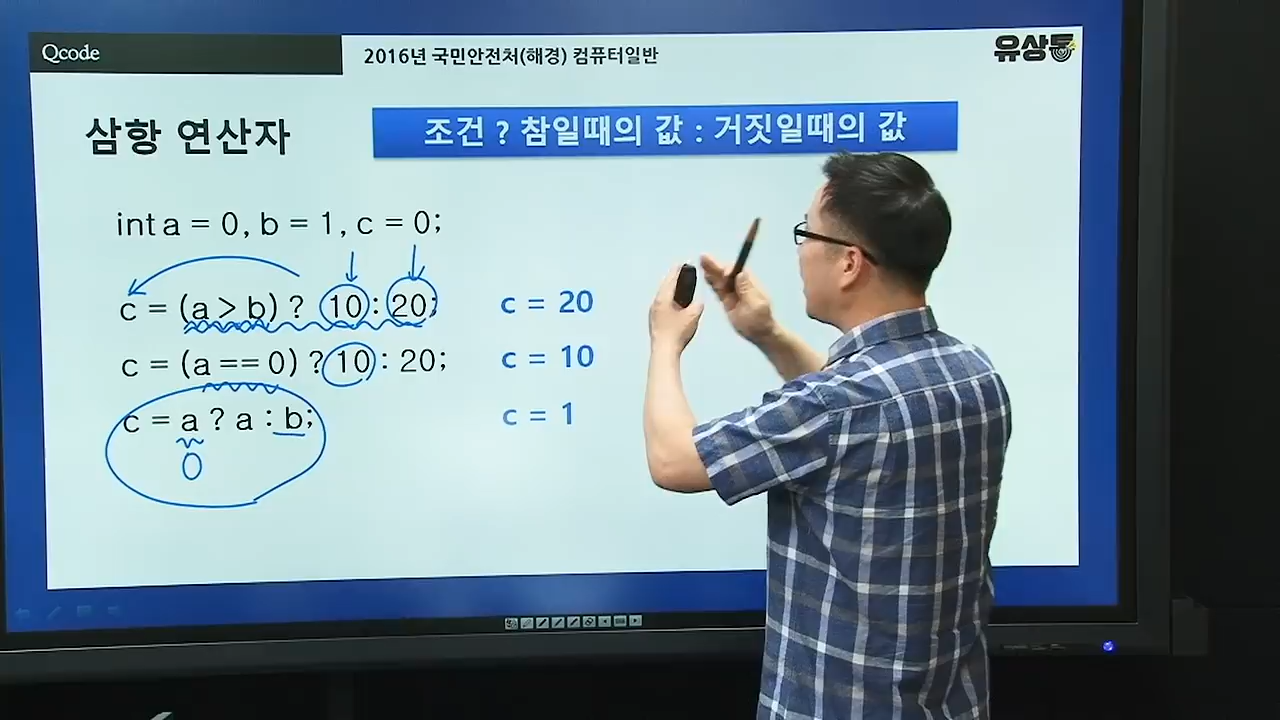 Qcode
2016년 국민안전처(해경) 컴퓨터일반
유상통
삼항 연산자
조건 ? 참일때의 값 : 거짓일때의 값
int a = 0, b = 1, c = 0;
c = (a > b) ? 10 : 20; c = 20
c = (a == 0) ? 10 : 20; c = 10
c = a ? a : b; c = 1
0